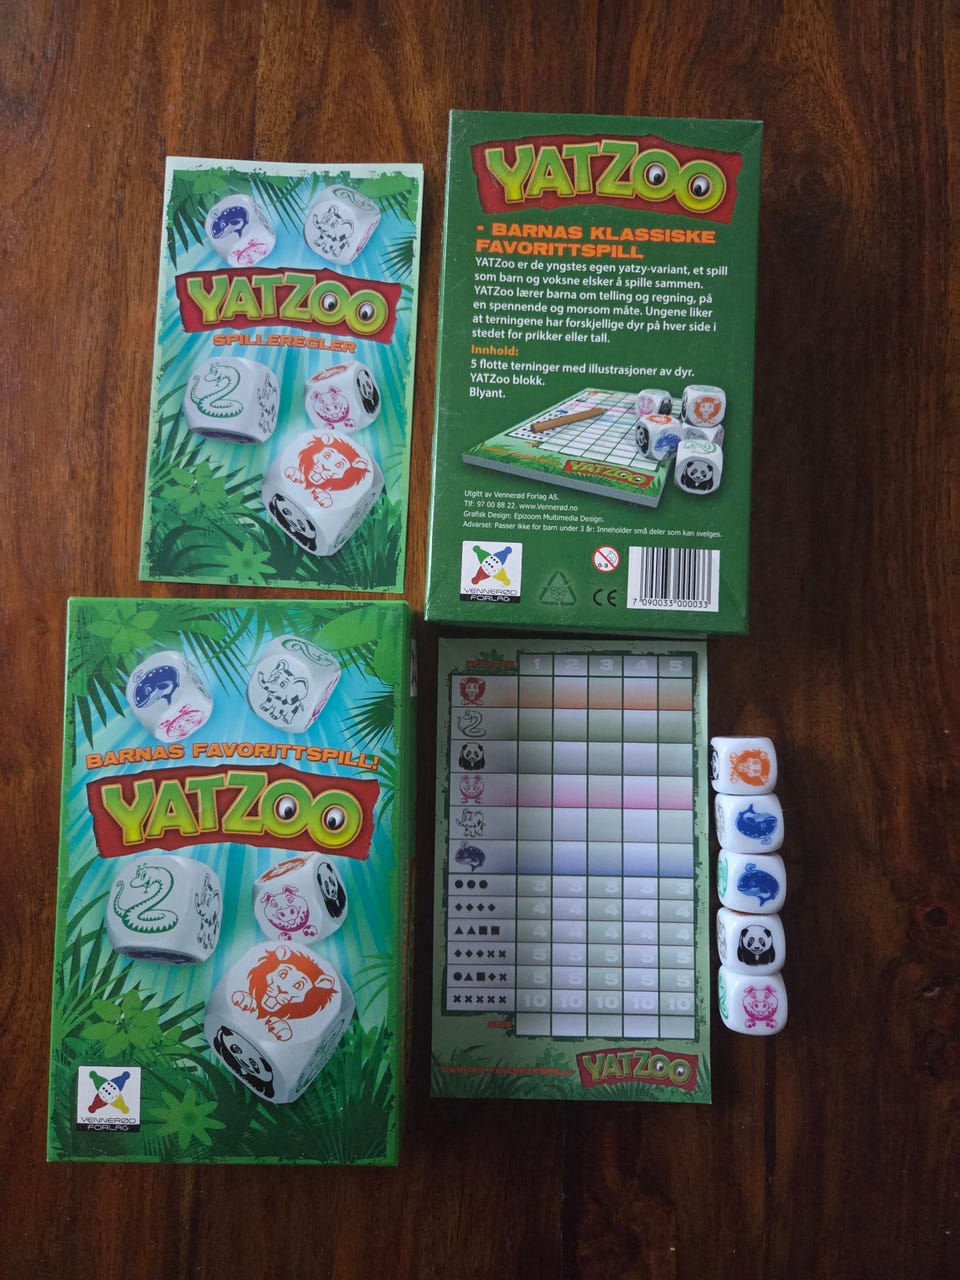 YATZOO
SPILLEREGLER
YATZOO
- BARNAS KLASSISKE
FAVORITTSPILL
YATZoo er de yngstes egen yatzy-variant, et spill
som barn og voksne elsker å spille sammen.
YATZoo lærer barna om telling og regning, på
en spennende og morsom måte. Ungene liker
at terningene har forskjellige dyr på hver side i
stedet for prikker eller tall.
Innhold:
5 flotte terninger med illustrasjoner av dyr.
YATZoo blokk.
Blyant.
YATZOO
Utgitt av Vennerød Forlag AS.
Tlf: 97 00 88 22. www.Vennerød.no
Grafisk Design: Epizoom Multimedia Design.
Advarsel: Passer ikke for barn under 3 år: Inneholder små deler som kan svelges.
VENNERØD
FORLAG
0-3
CE
7 090033 000033
BARNAS FAVORITTSPILL!
YATZOO
VENNERØD
FORLAG
1 2 3 4 5
3 3 3 3 3
4 4 4 4 4
4 4 4 4 4
5 5 5 5 5
5 5 5 5 5
10 10 10 10 10
SUM
BARNAS FAVORITTSPILL!
YATZOO